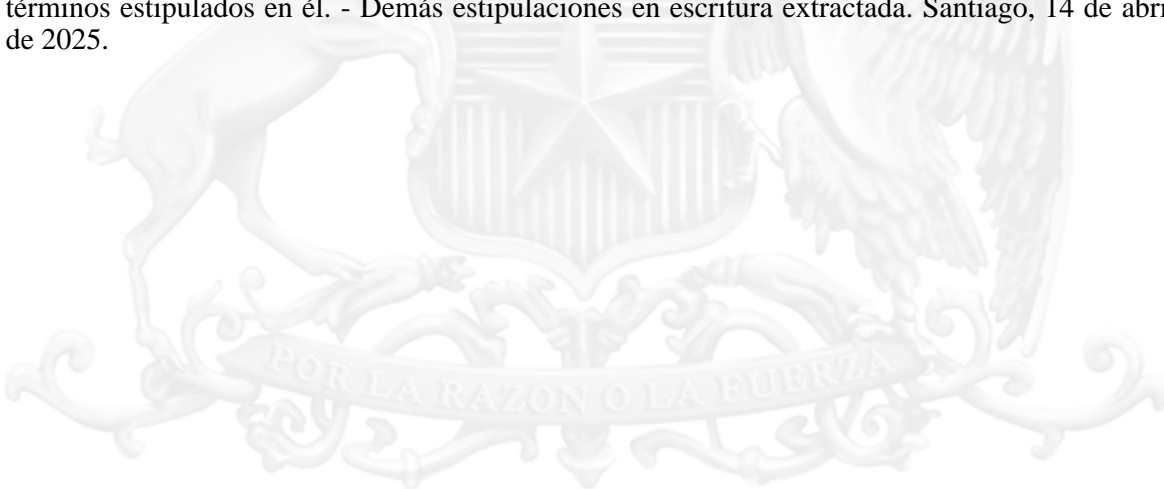 términos estipulados en él. - Demás estipulaciones en escritura extractada. Santiago, 14 de abri
de 2025.
POR LA RAZON O LA FUERZA